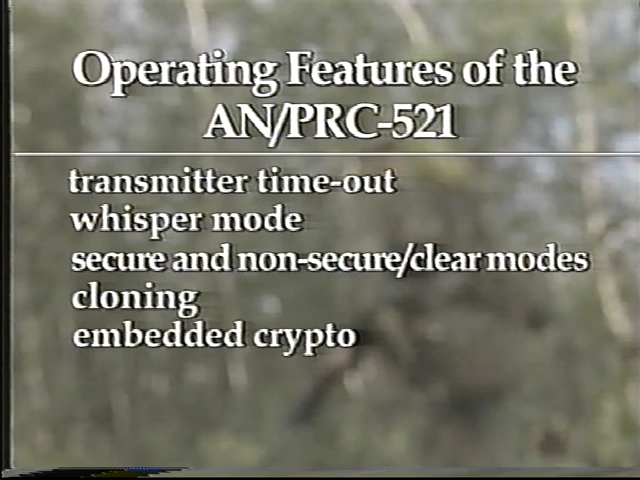 Operating Features of the
AN/PRC-521
transmitter time-out
whisper mode
secure and non-secure/clear modes
cloning
embedded crypto